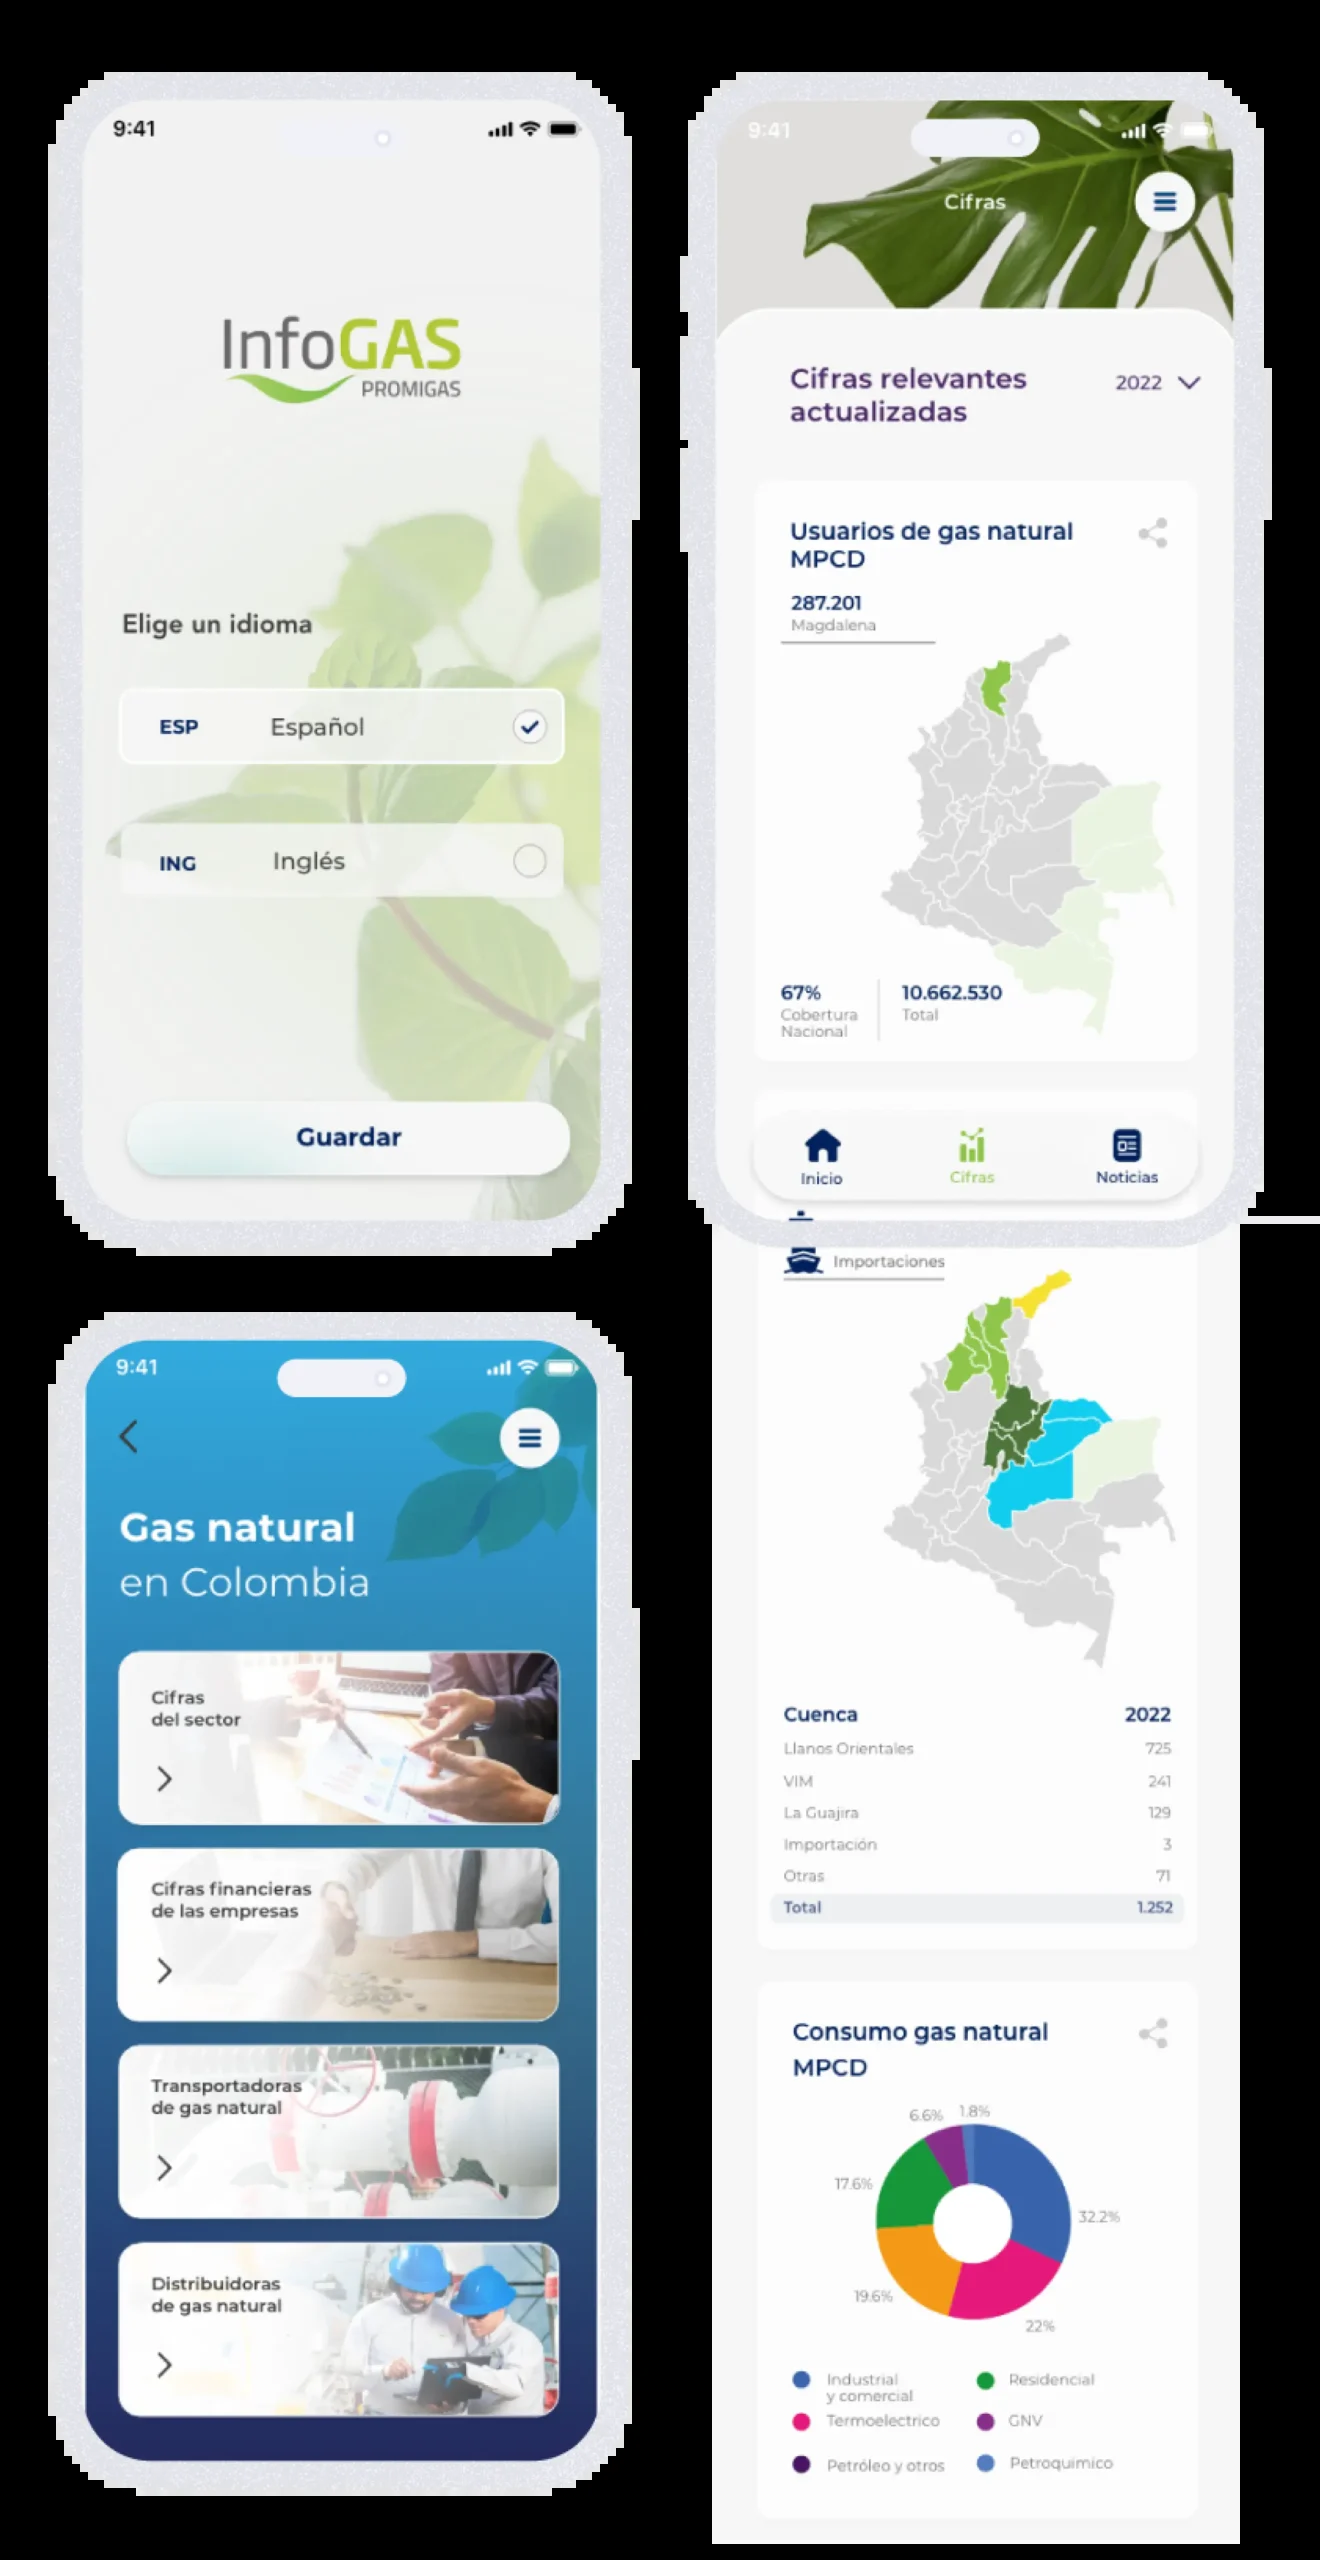 9:41
InfoGAS
PROMIGAS
Elige un idioma
ESP Español
ING Inglés
Guardar
9:41
Cifras
Cifras relevantes
actualizadas
2022
Usuarios de gas natural
MPCD
287.201
Magdalena
67%
Cobertura
Nacional
10.662.530
Total
Inicio
Cifras
Noticias
Importaciones
Cuenca 2022
Llanos Orientales 725
VIM 241
La Guajira 129
Importación 3
Otras 71
Total 1.252
Consumo gas natural
MPCD
6.6% 1.8%
17.6%
32.2%
19.6%
22%
Industrial
y comercial
Residencial
Termoelectrico
GNV
Petróleo y otros
Petroquimico
9:41
Gas natural
en Colombia
Cifras
del sector
Cifras financieras
de las empresas
Transportadoras
de gas natural
Distribuidoras
de gas natural